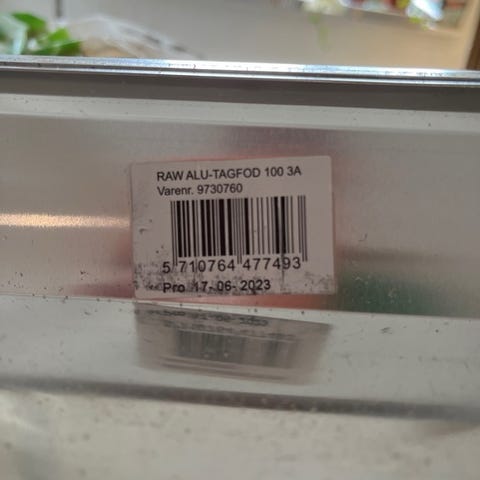 RAW ALU-TAGFOD 100 3A
Varenr. 9730760
5 710764 477493
Pro 17-06-2023